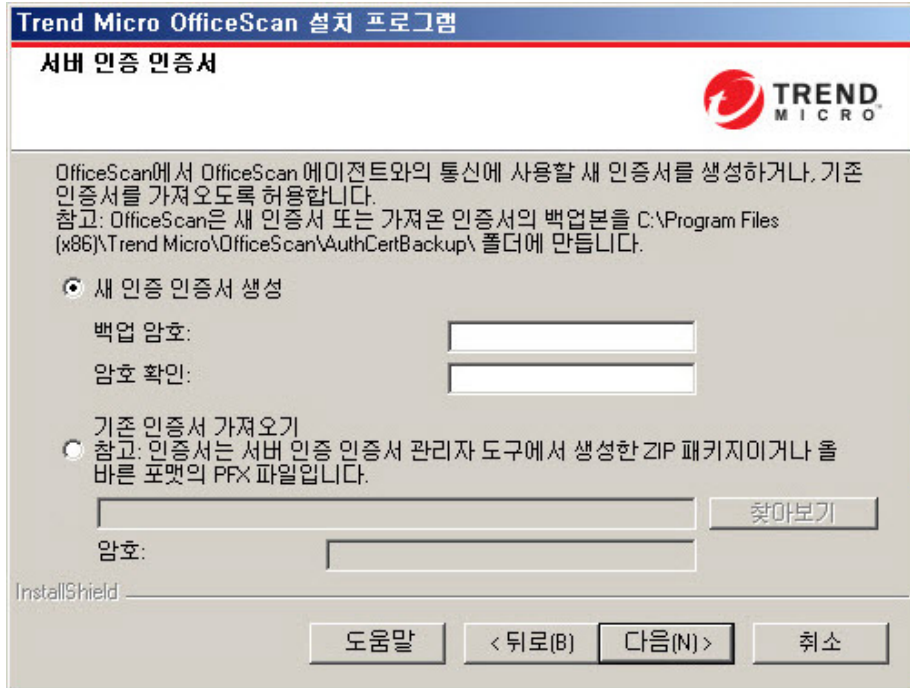 Trend Micro OfficeScan 설치 프로그램
서버 인증 인증서
TREND
MICRO
OfficeScan에서 OfficeScan 에이전트와의 통신에 사용할 새 인증서를 생성하거나, 기존
인증서를 가져오도록 허용합니다.
참고: OfficeScan은 새 인증서 또는 가져온 인증서의 백업본을 C:\Program Files
(x86)\Trend Micro\OfficeScan\AuthCertBackup\ 폴더에 만듭니다.
새 인증 인증서 생성
백업 암호:
암호 확인:
기존 인증서 가져오기
참고: 인증서는 서버 인증 인증서 관리자 도구에서 생성한 ZIP 패키지이거나 올
바른 포맷의 PFX 파일입니다.
찾아보기
암호:
InstallShield
도움말
< 뒤로(B)
다음(N) >
취소